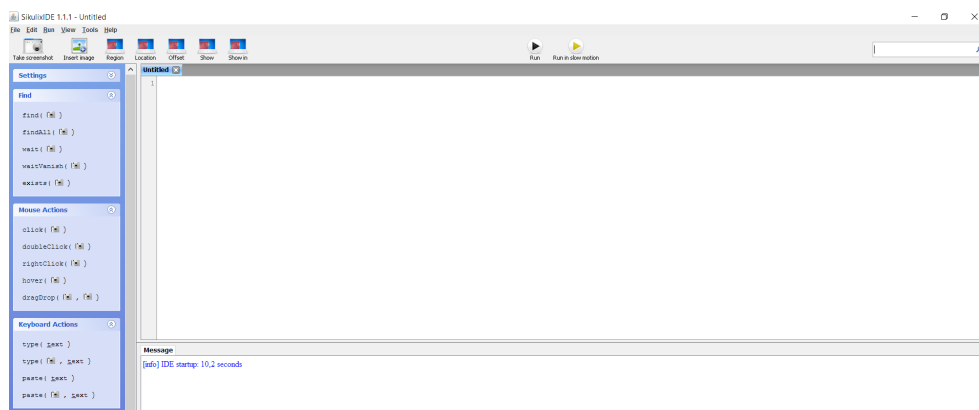 SikulixIDE 1.1.1 - Untitled
File Edit Run View Tools Help
Take screenshot Insert image Region Location Offset Show Show in Run Run in slow motion
Settings
Untitled
1
Find
find( )
findAll( )
wait( )
waitVanish( )
exists( )
Mouse Actions
click( )
doubleClick( )
rightClick( )
hover( )
dragDrop( , )
Keyboard Actions
type( text )
type( , text )
paste( text )
paste( , text )
Message
[info] IDE startup: 10,2 seconds